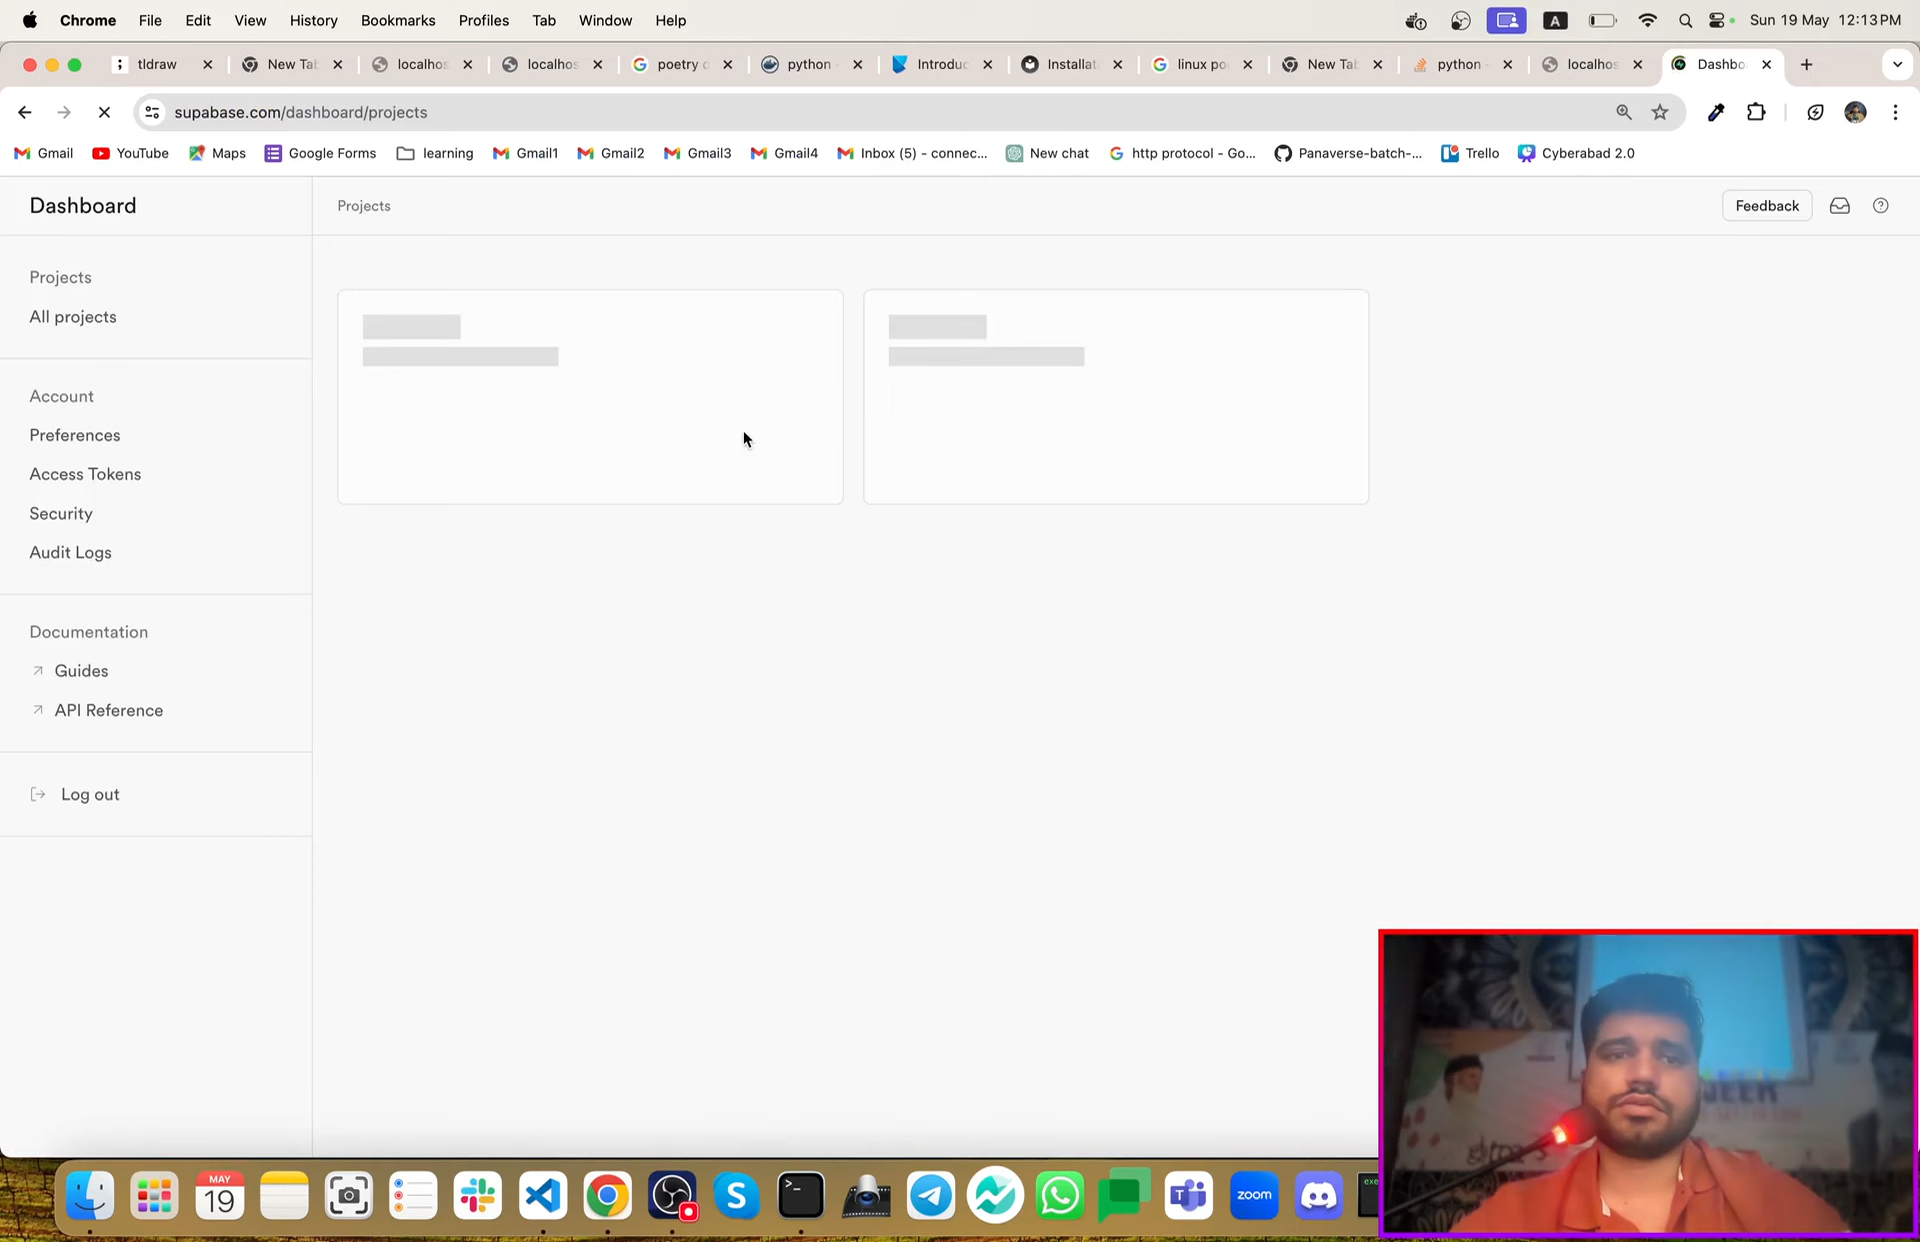 Chrome File Edit View History Bookmarks Profiles Tab Window Help A Sun 19 May 12:13 PM
tldraw New Tab localhos localhos poetry python Introduc Installat linux po New Tab python localhos Dashbo
supabase.com/dashboard/projects
Gmail YouTube Maps Google Forms learning Gmail1 Gmail2 Gmail3 Gmail4 Inbox (5) - connec... New chat http protocol - Go... Panaverse-batch-... Trello Cyberabad 2.0
Dashboard Projects Feedback
Projects
All projects
Account
Preferences
Access Tokens
Security
Audit Logs
Documentation
Guides
API Reference
Log out
MAY
19
zoom
exe